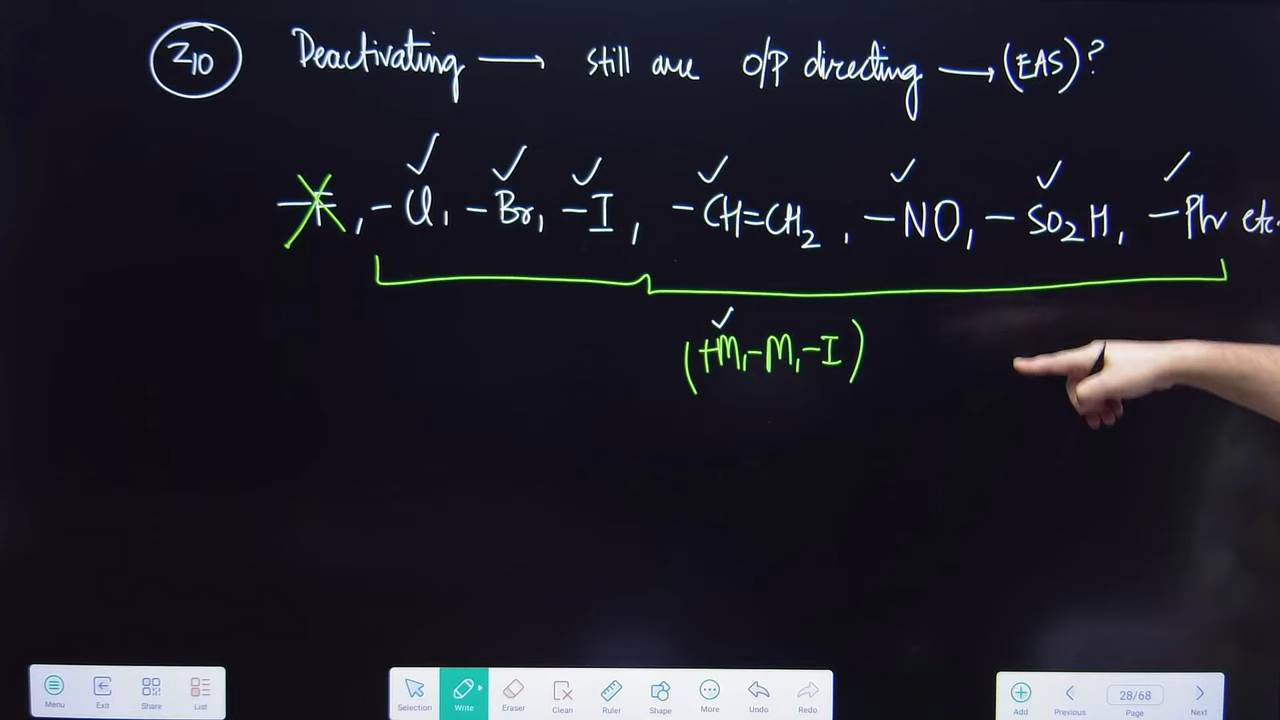 210 Deactivating → still are o/p directing → (EAS)?
-F, -Cl, -Br, -I, -CH=CH2, -NO, -SO2H, -Ph etc.
(+M, -M, -I)
Menu Exit Share List Selection Write Eraser Clean Ruler Shape More Undo Redo Add Previous 28/68 Page Next